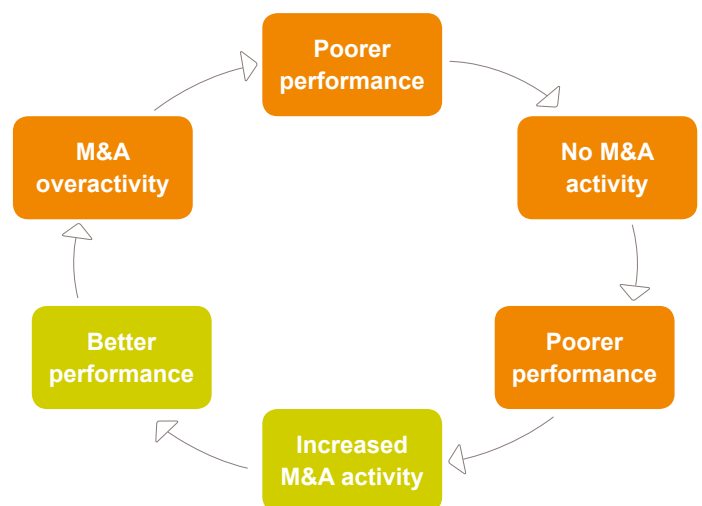 Poorer
performance
No M&A
activity
Poorer
performance
Increased
M&A activity
Better
performance
M&A
overactivity